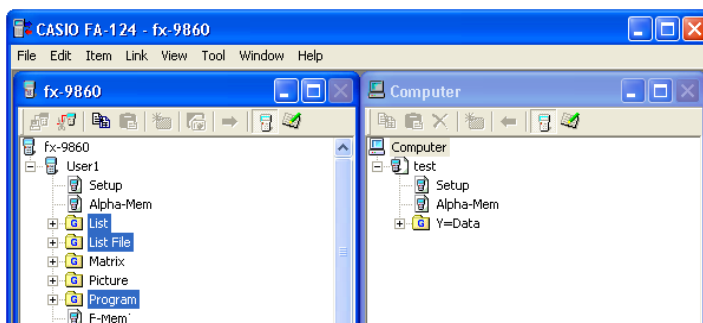 CASIO FA-124 - fx-9860
File Edit Item Link View Tool Window Help
fx-9860
Computer
fx-9860
User1
Setup
Alpha-Mem
List
List File
Matrix
Picture
Program
F-Mem
Computer
test
Setup
Alpha-Mem
Y=Data